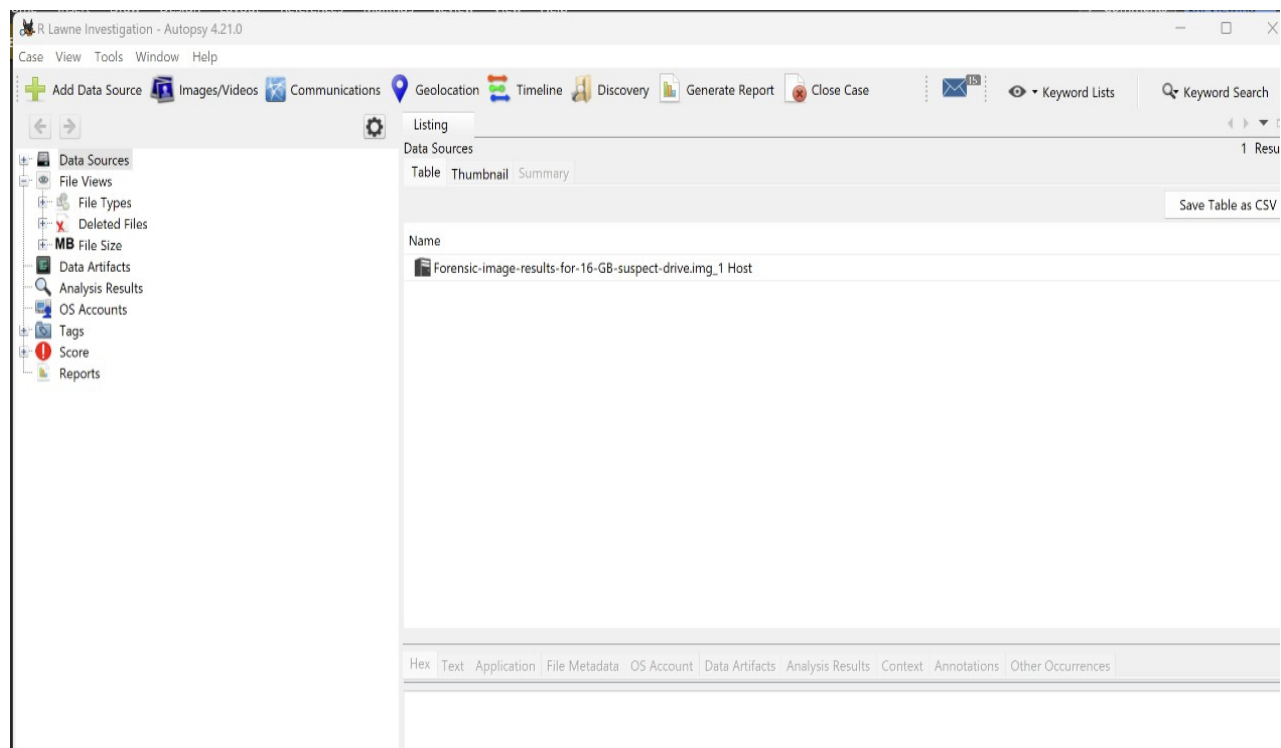 R Lawne Investigation - Autopsy 4.21.0
Case View Tools Window Help
Add Data Source Images/Videos Communications Geolocation Timeline Discovery Generate Report Close Case 15 Keyword Lists Keyword Search
Listing
Data Sources 1 Resu
Table Thumbnail Summary
Save Table as CSV
Name
Forensic-image-results-for-16-GB-suspect-drive.img_1 Host
Data Sources
File Views
File Types
Deleted Files
MB File Size
Data Artifacts
Analysis Results
OS Accounts
Tags
Score
Reports
Hex Text Application File Metadata OS Account Data Artifacts Analysis Results Context Annotations Other Occurrences